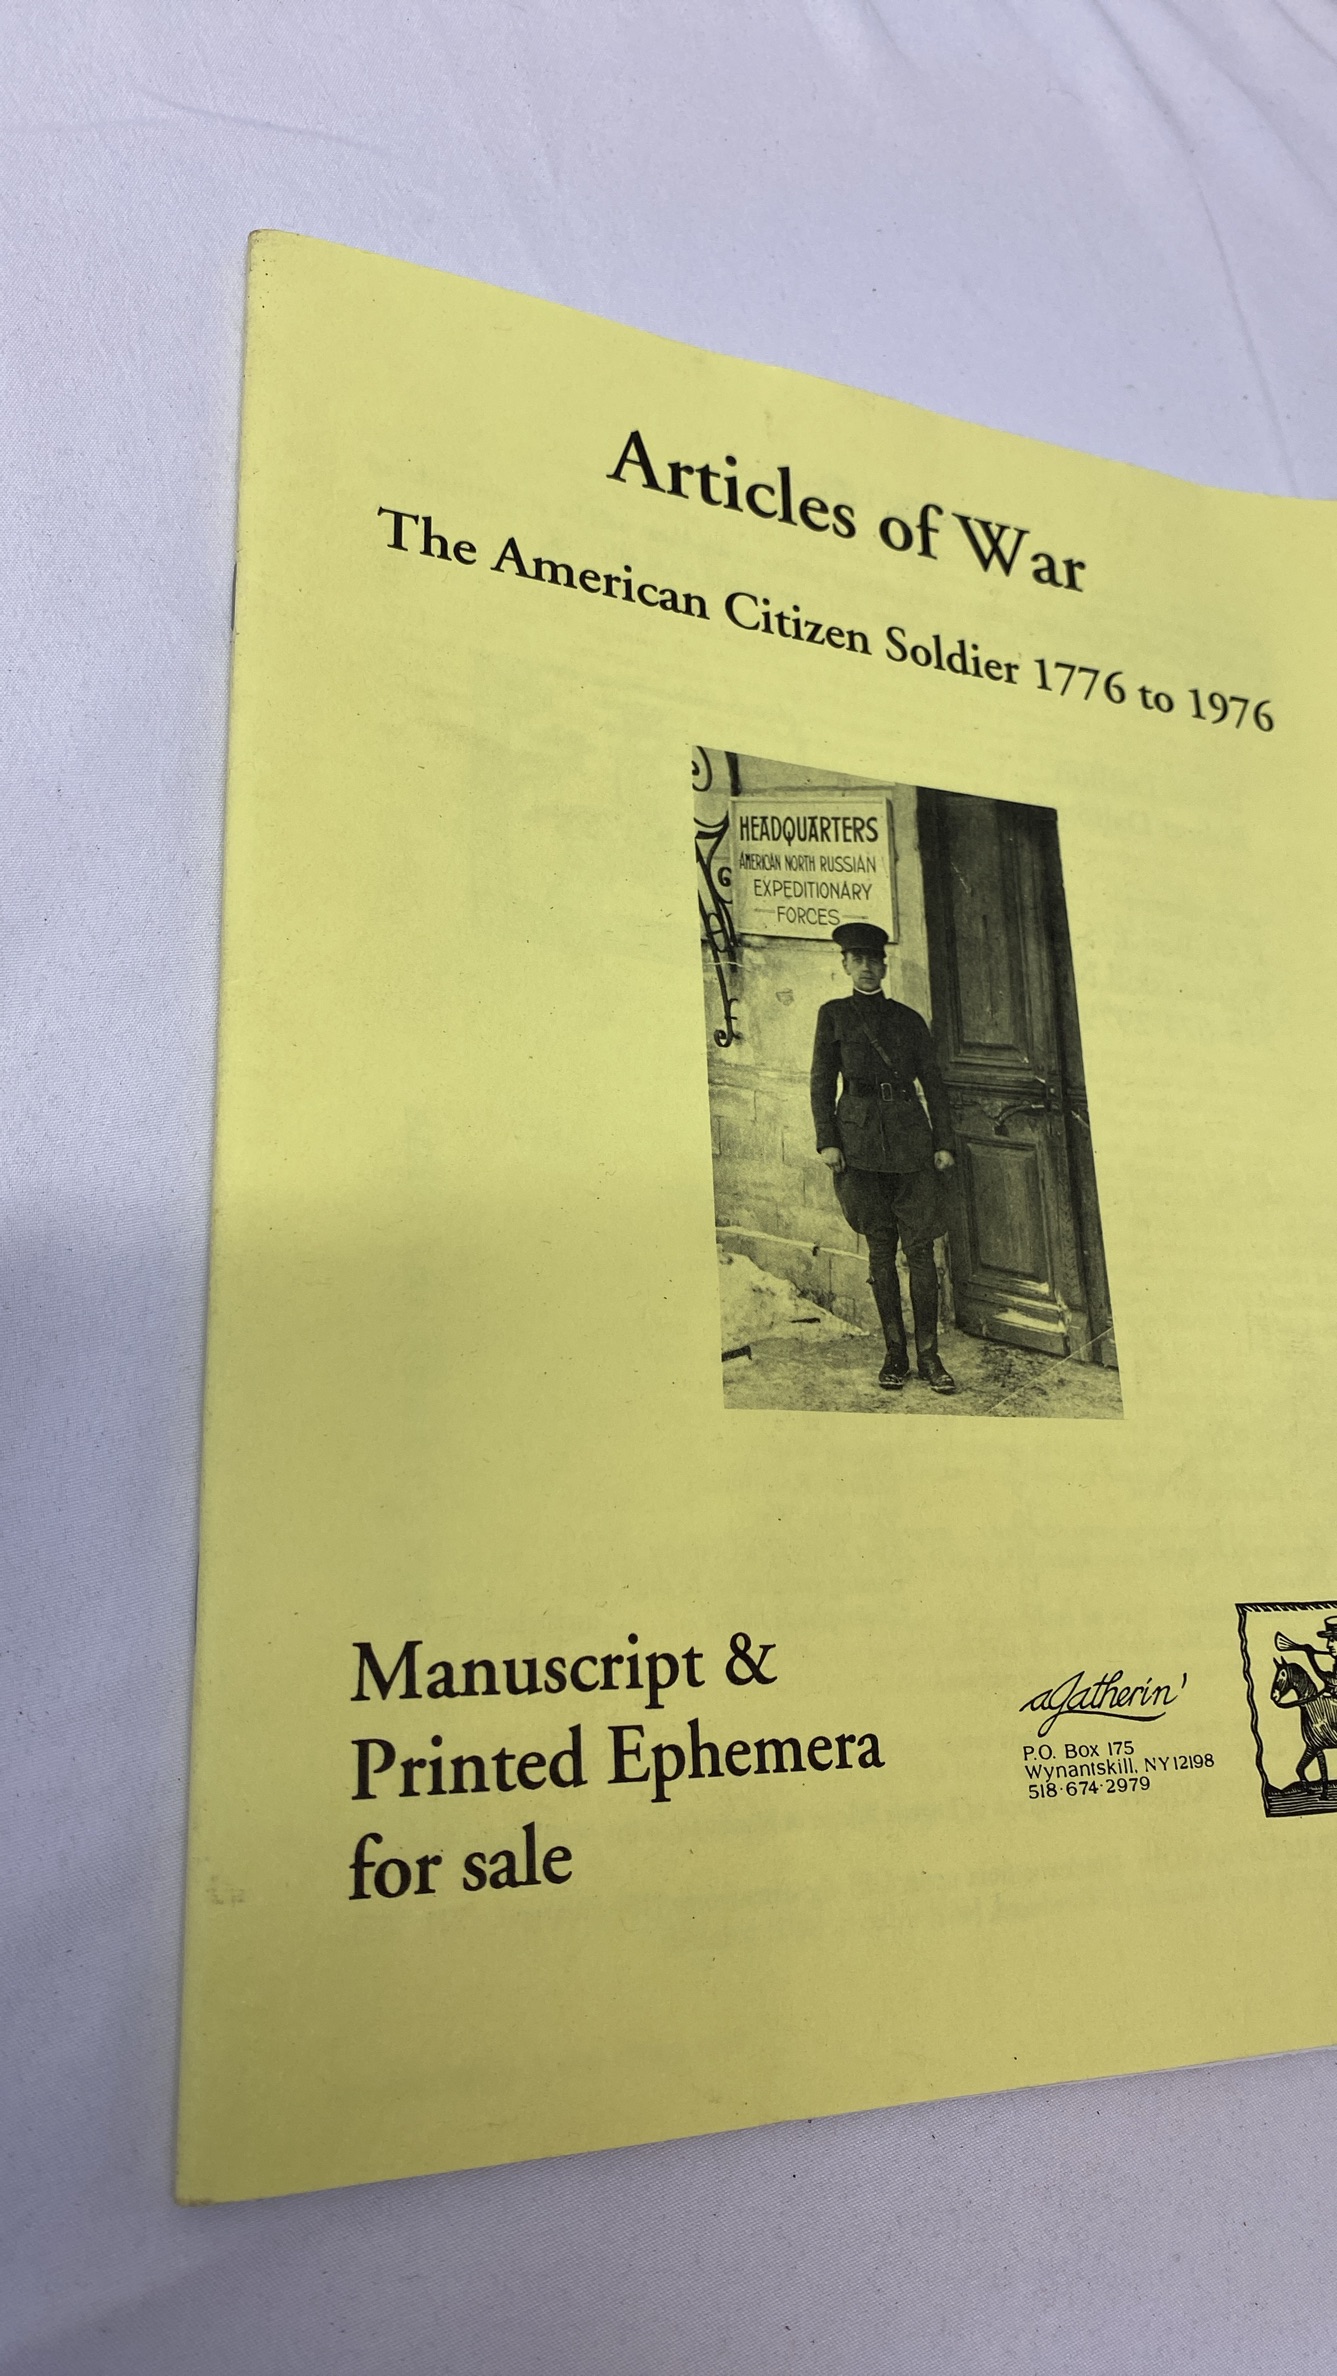 Articles of War
The American Citizen Soldier 1776 to 1976
HEADQUARTERS
AMERICAN NORTH RUSSIAN
EXPEDITIONARY
FORCES
Manuscript &
Printed Ephemera
for sale
aGatherin'
P.O. Box 175
Wynantskill, NY 12198
518·674·2979